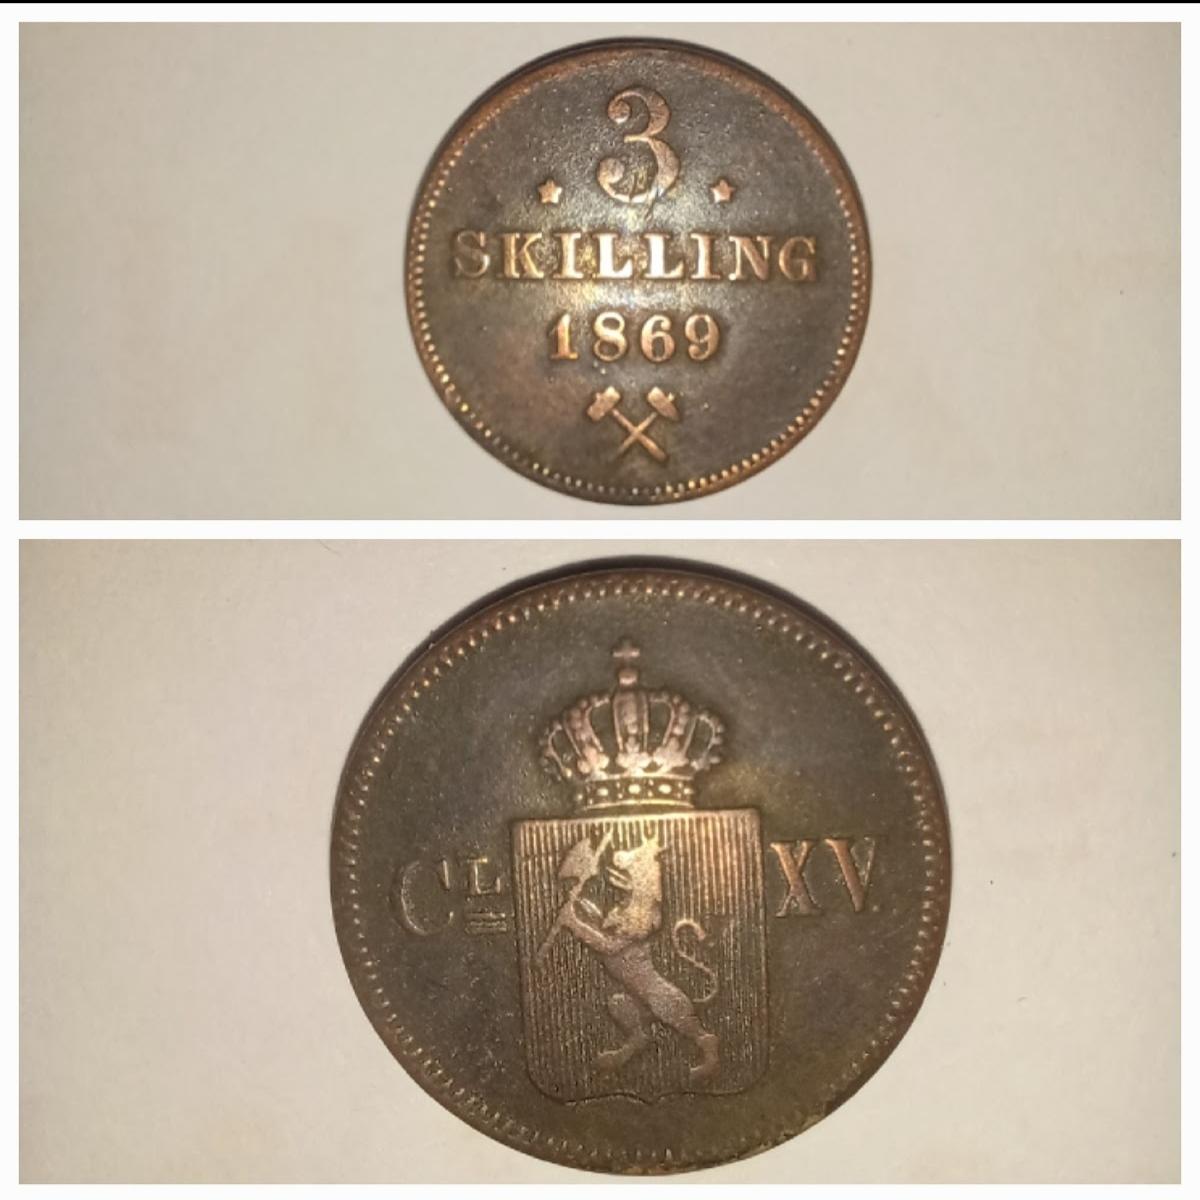 3
SKILLING
1869
CL XV.